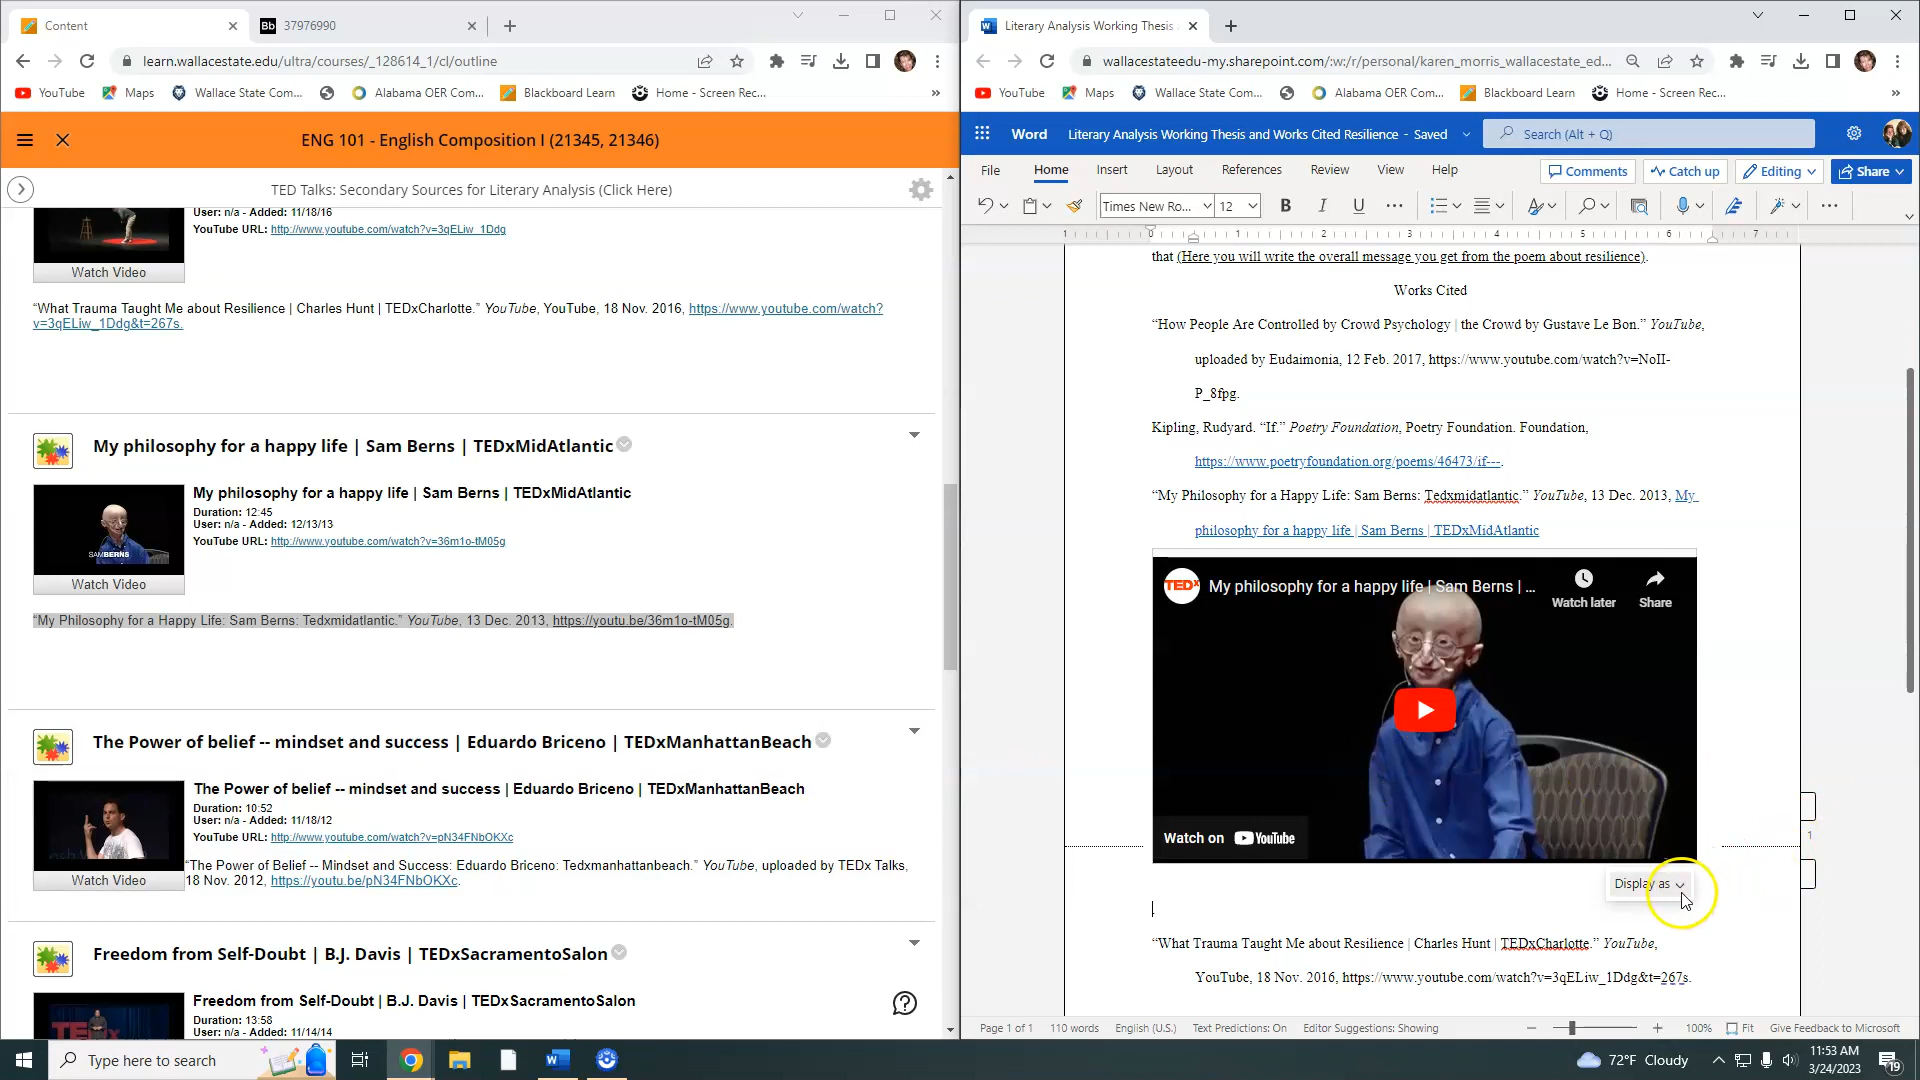 Content
Bb 37976990
learn.wallacestate.edu/ultra/courses/_128614_1/cl/outline
YouTube Maps Wallace State Com... Alabama OER Com... Blackboard Learn Home - Screen Rec... »
ENG 101 - English Composition I (21345, 21346)
TED Talks: Secondary Sources for Literary Analysis (Click Here)
User: n/a - Added: 11/18/16
YouTube URL: http://www.youtube.com/watch?v=3qELiw_1Ddg
Watch Video
“What Trauma Taught Me about Resilience | Charles Hunt | TEDxCharlotte.” YouTube, YouTube, 18 Nov. 2016, https://www.youtube.com/watch?
v=3qELiw_1Ddg&t=267s.
My philosophy for a happy life | Sam Berns | TEDxMidAtlantic
My philosophy for a happy life | Sam Berns | TEDxMidAtlantic
Duration: 12:45
User: n/a - Added: 12/13/13
YouTube URL: http://www.youtube.com/watch?v=36m1o-tM05g
SAMBERNS
Watch Video
“My Philosophy for a Happy Life: Sam Berns: Tedxmidatlantic.” YouTube, 13 Dec. 2013, https://youtu.be/36m1o-tM05g.
The Power of belief -- mindset and success | Eduardo Briceno | TEDxManhattanBeach
The Power of belief -- mindset and success | Eduardo Briceno | TEDxManhattanBeach
Duration: 10:52
User: n/a - Added: 11/18/12
YouTube URL: http://www.youtube.com/watch?v=pN34FNbOKXc
Watch Video
“The Power of Belief -- Mindset and Success: Eduardo Briceno: Tedxmanhattanbeach.” YouTube, uploaded by TEDx Talks,
18 Nov. 2012, https://youtu.be/pN34FNbOKXc.
Freedom from Self-Doubt | B.J. Davis | TEDxSacramentoSalon
Freedom from Self-Doubt | B.J. Davis | TEDxSacramentoSalon
Duration: 13:58
User: n/a - Added: 11/14/14
Literary Analysis Working Thesis
wallacestateedu-my.sharepoint.com/:w:/r/personal/karen_morris_wallacestate_ed...
YouTube Maps Wallace State Com... Alabama OER Com... Blackboard Learn Home - Screen Rec... »
Word Literary Analysis Working Thesis and Works Cited Resilience - Saved Search (Alt + Q)
File Home Insert Layout References Review View Help Comments Catch up Editing Share
Times New Ro... 12 B I U
1 1 2 3 4 5 6 7
that (Here you will write the overall message you get from the poem about resilience).
Works Cited
“How People Are Controlled by Crowd Psychology | the Crowd by Gustave Le Bon.” YouTube,
uploaded by Eudaimonia, 12 Feb. 2017, https://www.youtube.com/watch?v=NoII-
P_8fpg.
Kipling, Rudyard. “If.” Poetry Foundation, Poetry Foundation. Foundation,
https://www.poetryfoundation.org/poems/46473/if---.
“My Philosophy for a Happy Life: Sam Berns: Tedxmidatlantic.” YouTube, 13 Dec. 2013, My
philosophy for a happy life | Sam Berns | TEDxMidAtlantic
TEDx My philosophy for a happy life | Sam Berns | ... Watch later Share
Watch on YouTube
1
Display as
.
“What Trauma Taught Me about Resilience | Charles Hunt | TEDxCharlotte.” YouTube,
YouTube, 18 Nov. 2016, https://www.youtube.com/watch?v=3qELiw_1Ddg&t=267s.
Page 1 of 1 110 words English (U.S.) Text Predictions: On Editor Suggestions: Showing 100% Fit Give Feedback to Microsoft
Type here to search
72°F Cloudy
11:53 AM
3/24/2023
19